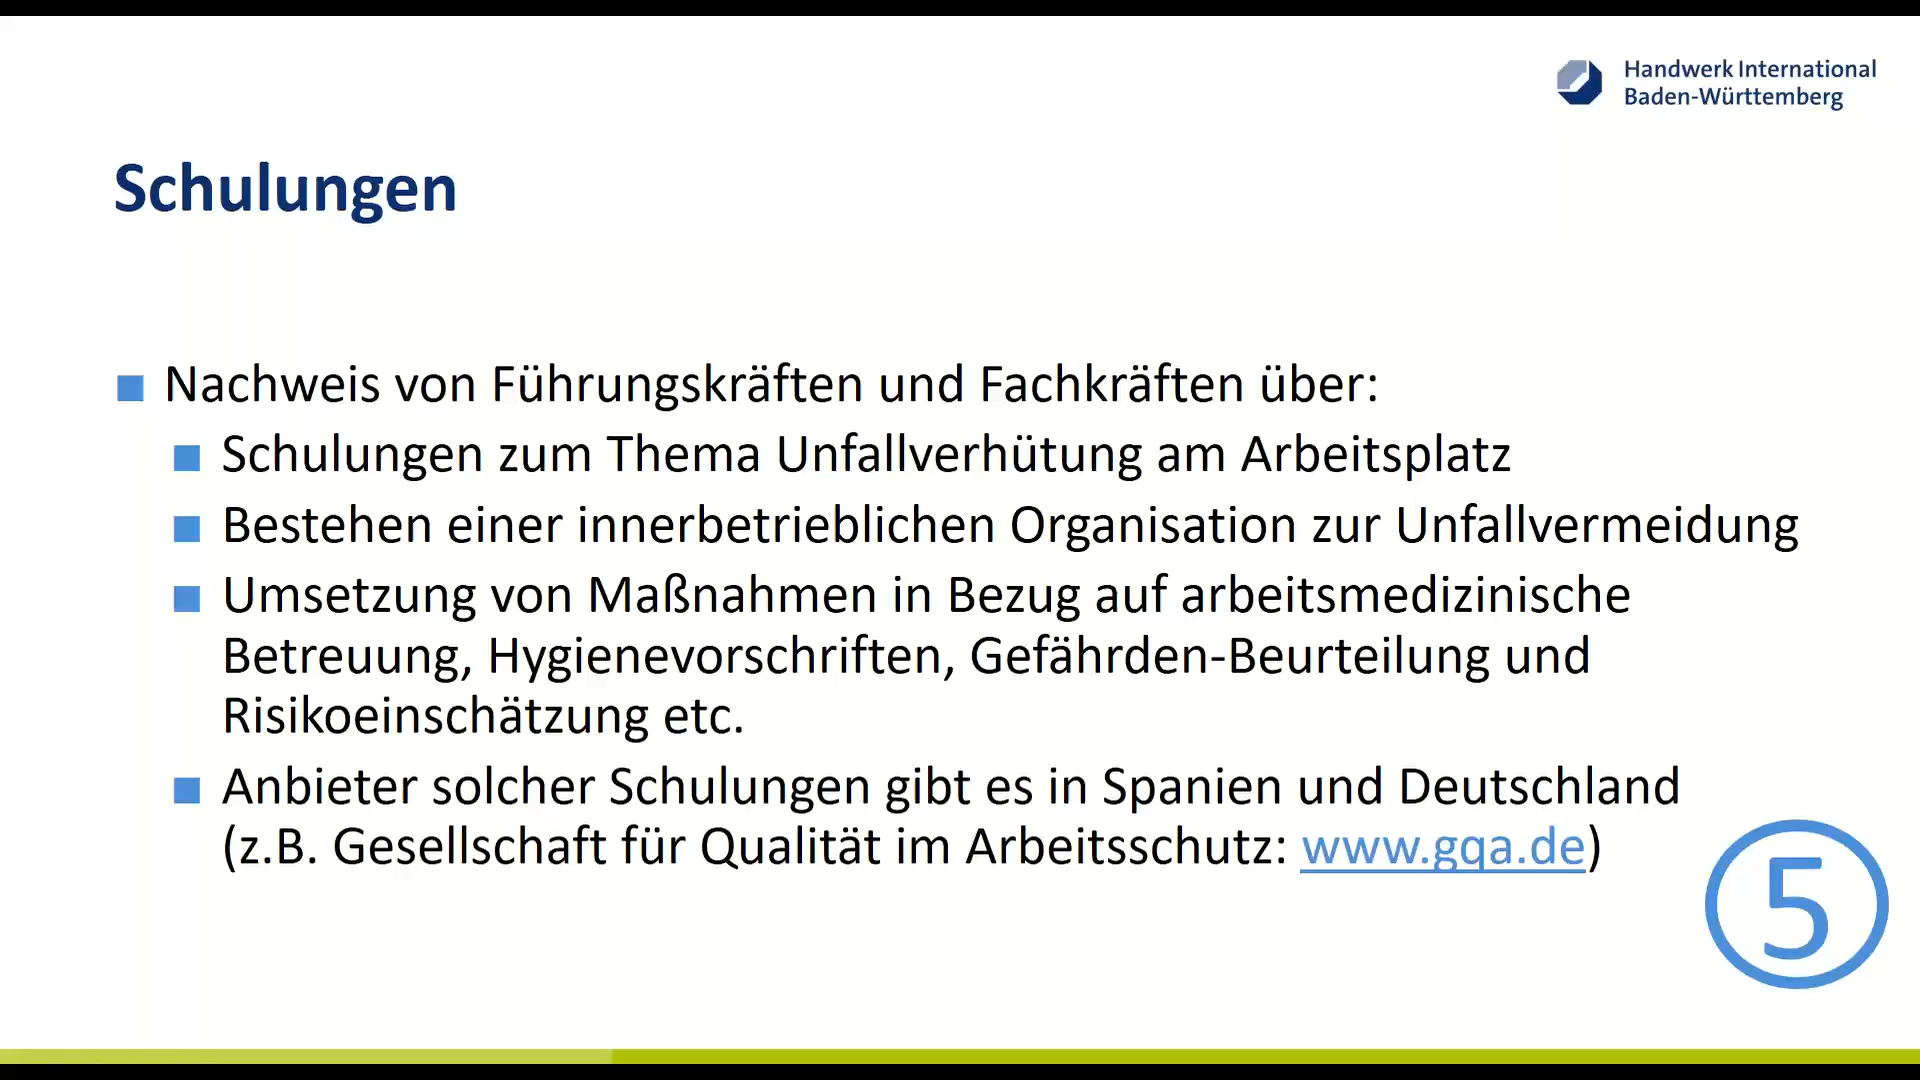 Handwerk International
Baden-Württemberg
Schulungen
Nachweis von Führungskräften und Fachkräften über:
Schulungen zum Thema Unfallverhütung am Arbeitsplatz
Bestehen einer innerbetrieblichen Organisation zur Unfallvermeidung
Umsetzung von Maßnahmen in Bezug auf arbeitsmedizinische
Betreuung, Hygienevorschriften, Gefährden-Beurteilung und
Risikoeinschätzung etc.
Anbieter solcher Schulungen gibt es in Spanien und Deutschland
(z.B. Gesellschaft für Qualität im Arbeitsschutz: www.gqa.de)
5